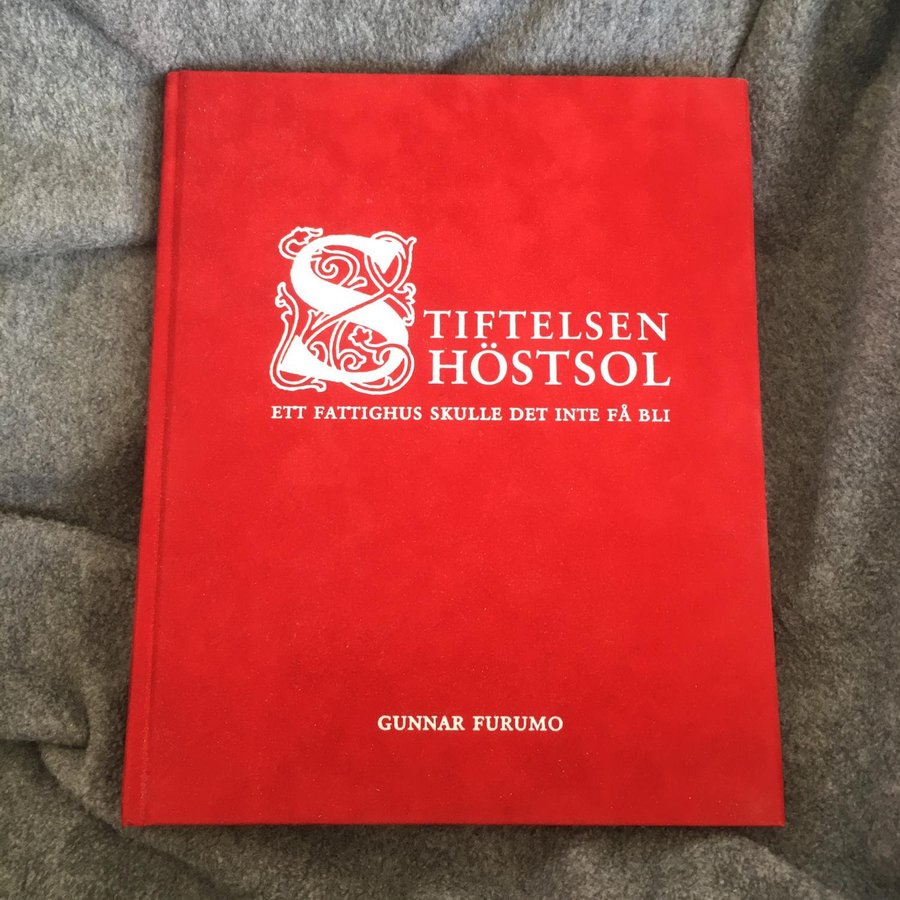 STIFTELSEN
HÖSTSOL
ETT FATTIGHUS SKULLE DET INTE FÅ BLI
GUNNAR FURUMO